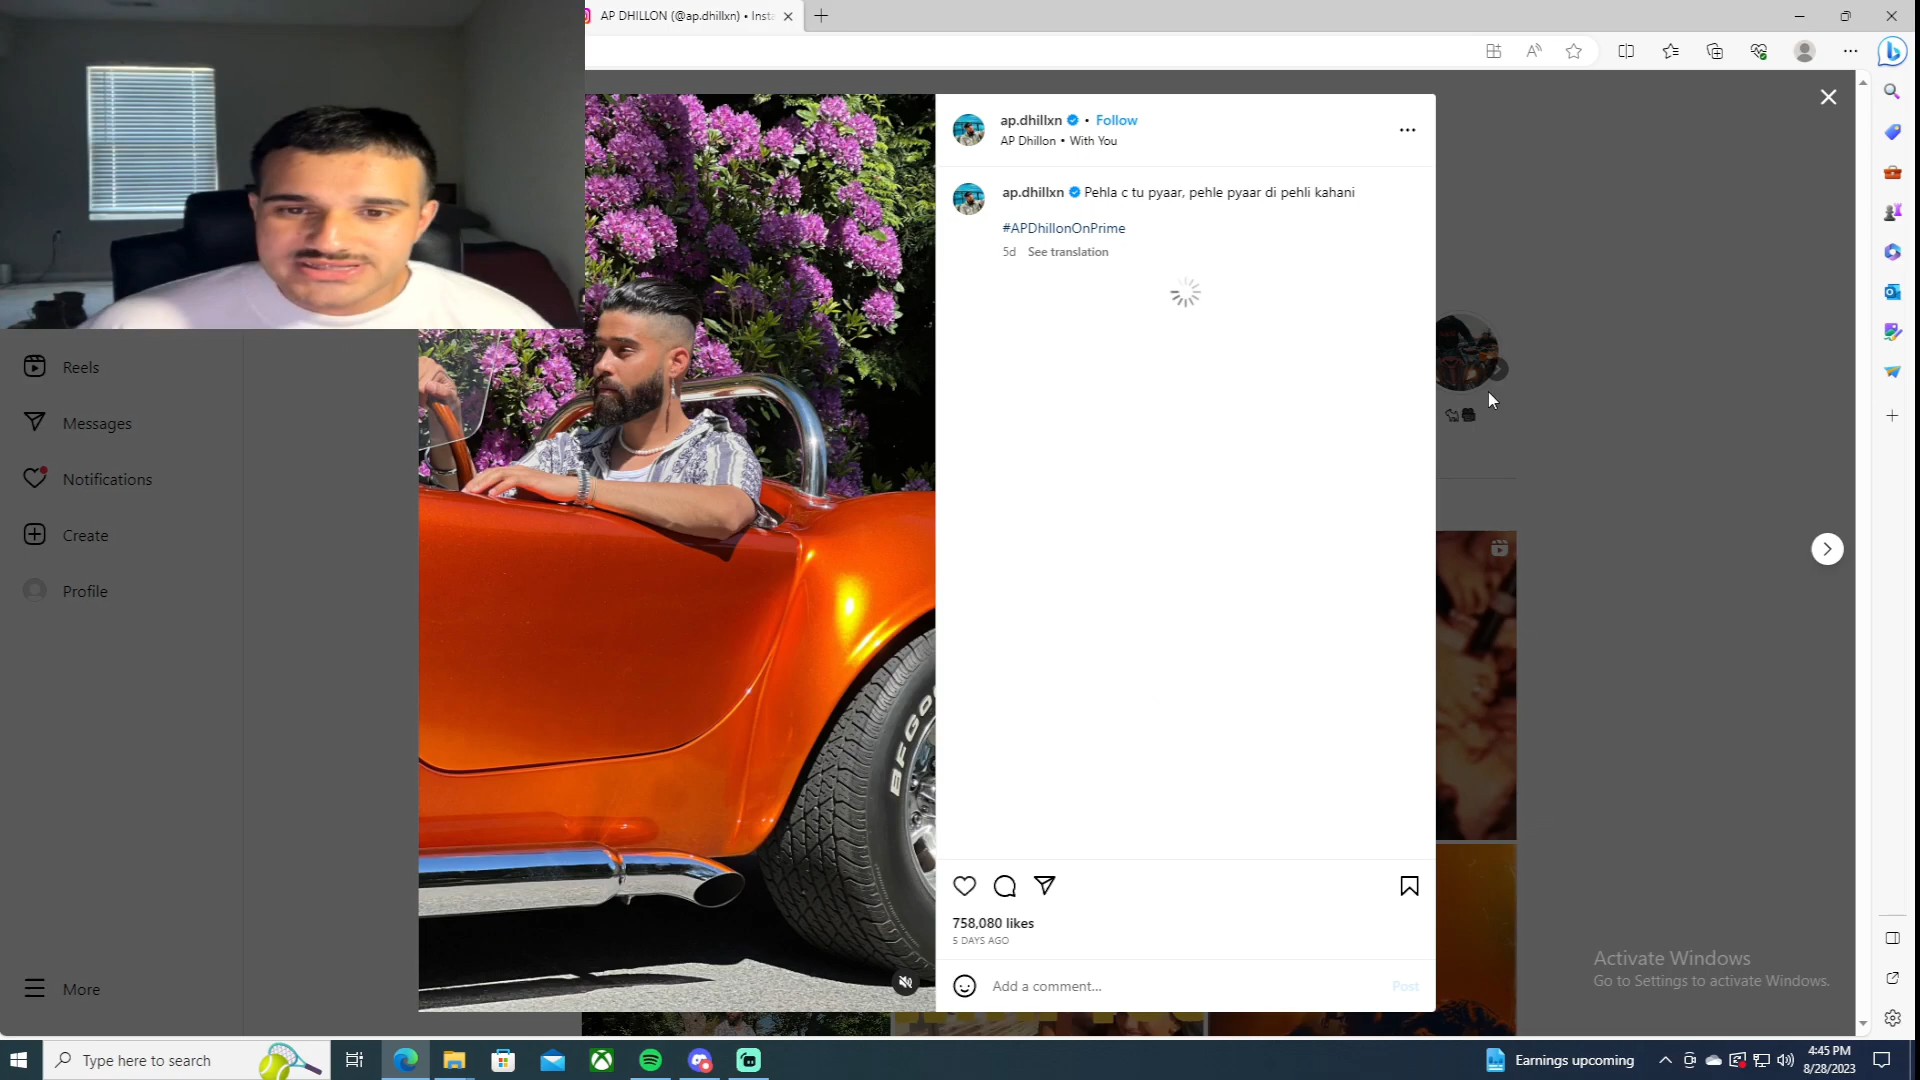 AP DHILLON (@ap.dhillxn) • Insta
ap.dhillxn • Follow
AP Dhillon • With You
ap.dhillxn Pehla c tu pyaar, pehle pyaar di pehli kahani
#APDhillonOnPrime
5d See translation
Reels
Messages
Notifications
Create
Profile
More
BFGOO
758,080 likes
5 DAYS AGO
Add a comment...
Post
Activate Windows
Go to Settings to activate Windows.
Type here to search
Earnings upcoming
4:45 PM
8/28/2023